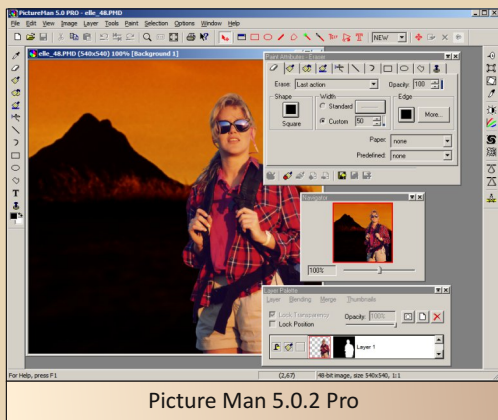 PictureMan 5.0 PRO - elle_48.PHD
File Edit View Image Layer Tools Paint Selection Options Window Help
NEW
elle_48.PHD (540x540) 100% [Background 1]
Paint Attributes - Eraser
Erase: Last action Opacity: 100
Shape Width Edge
Standard
Square Custom 50 More...
Paper: none
Predefined: none
Navigator
100%
Layer Palette
Layer Blending Merge Thumbnails
Lock Transparency Opacity: 100%
Lock Position
Layer 1
For Help, press F1 (2,67) 48-bit image, size 540x540, 1:1
Picture Man 5.0.2 Pro